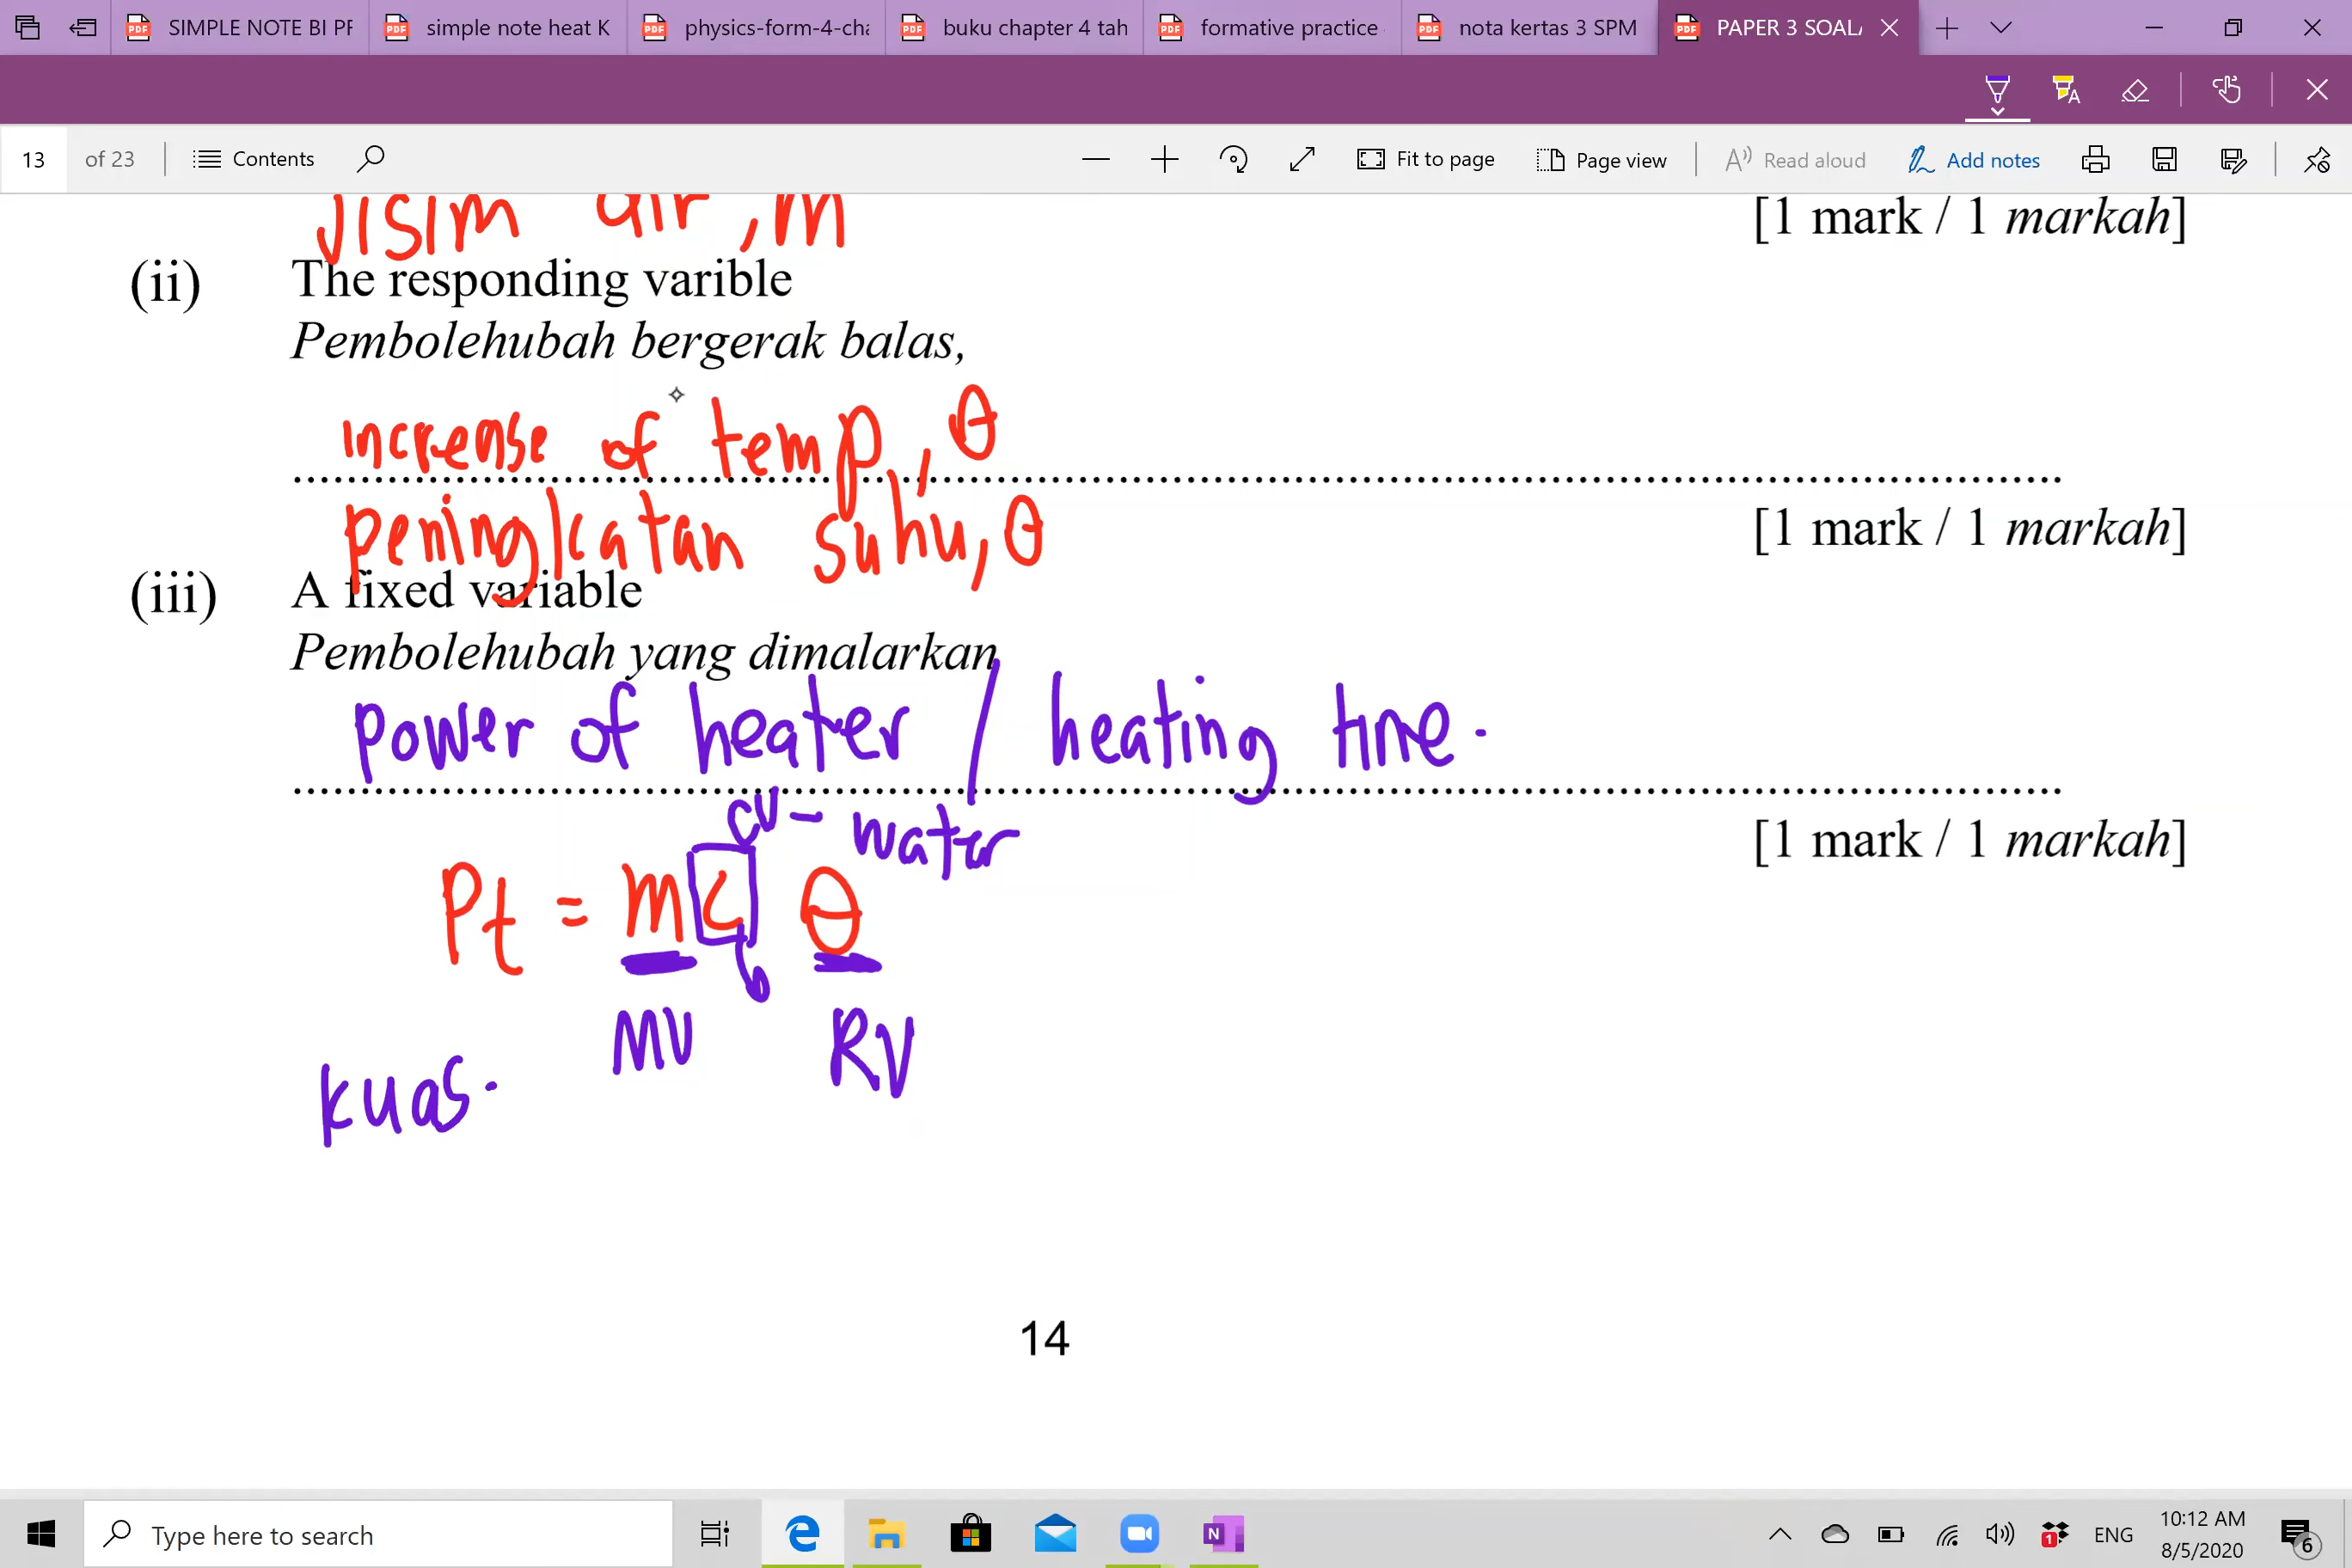 SIMPLE NOTE BI PF
simple note heat K
physics-form-4-cha
buku chapter 4 tah
formative practice
nota kertas 3 SPM
PAPER 3 SOAL
13 of 23
Contents
Fit to page
Page view
Read aloud
Add notes
jisim air, m
[1 mark / 1 markah]
(ii) The responding varible
Pembolehubah bergerak balas,
increase of temp, θ
peningkatan suhu, θ
[1 mark / 1 markah]
(iii) A fixed variable
Pembolehubah yang dimalarkan
power of heater / heating time.
[1 mark / 1 markah]
CV - water
Pt = mc θ
MV RV
kuas.
14
Type here to search
ENG
10:12 AM
8/5/2020
1
6